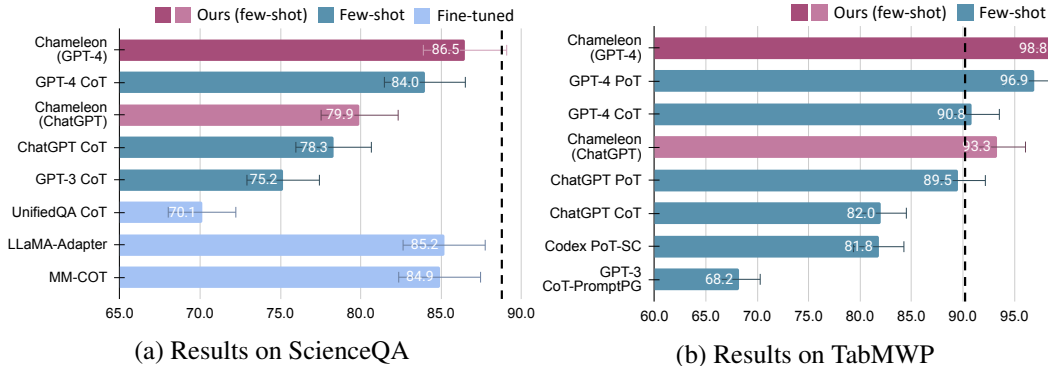 Ours (few-shot) Few-shot Fine-tuned
Chameleon
(GPT-4)
86.5
GPT-4 CoT
84.0
Chameleon
(ChatGPT)
79.9
ChatGPT CoT
78.3
GPT-3 CoT
75.2
UnifiedQA CoT
70.1
LLaMA-Adapter
85.2
MM-COT
84.9
65.0 70.0 75.0 80.0 85.0 90.0
(a) Results on ScienceQA
Ours (few-shot) Few-shot
Chameleon
(GPT-4)
98.8
GPT-4 PoT
96.9
GPT-4 CoT
90.8
Chameleon
(ChatGPT)
93.3
ChatGPT PoT
89.5
ChatGPT CoT
82.0
Codex PoT-SC
81.8
GPT-3
CoT-PromptPG
68.2
60.0 65.0 70.0 75.0 80.0 85.0 90.0 95.0
(b) Results on TabMWP